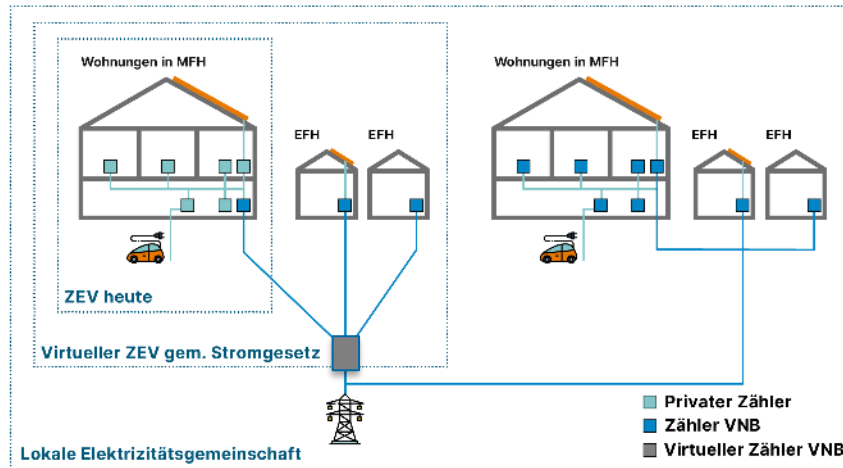 Wohnungen in MFH
EFH
EFH
Wohnungen in MFH
EFH
EFH
ZEV heute
Virtueller ZEV gem. Stromgesetz
Privater Zähler
Zähler VNB
Virtueller Zähler VNB
Lokale Elektrizitätsgemeinschaft